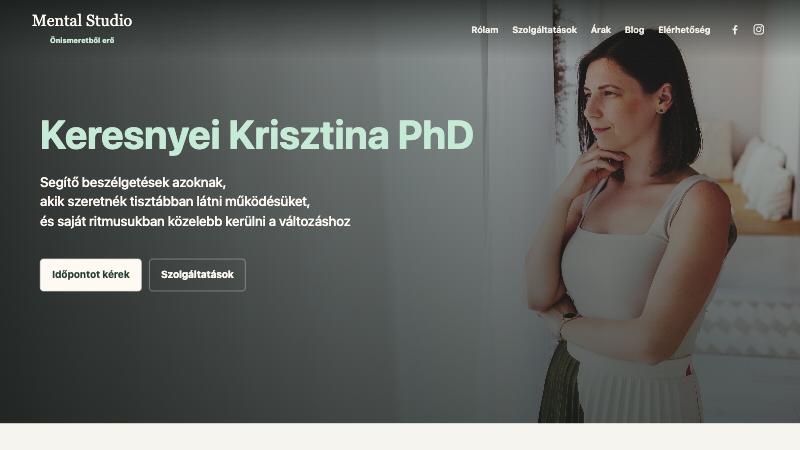 Mental Studio
Önismeretből erő
Rólam Szolgáltatások Árak Blog Elérhetőség
Keresnyei Krisztina PhD
Segítő beszélgetések azoknak,
akik szeretnék tisztábban látni működésüket,
és saját ritmusukban közelebb kerülni a változáshoz
Időpontot kérek Szolgáltatások